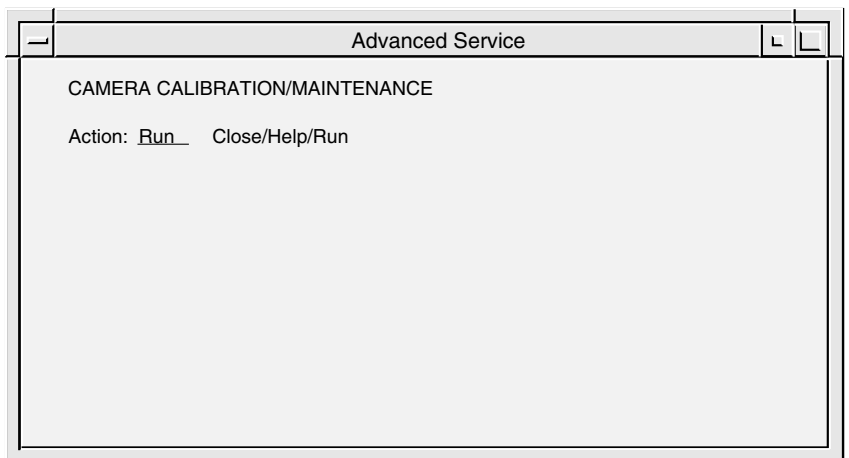 Advanced Service
CAMERA CALIBRATION/MAINTENANCE
Action: Run Close/Help/Run